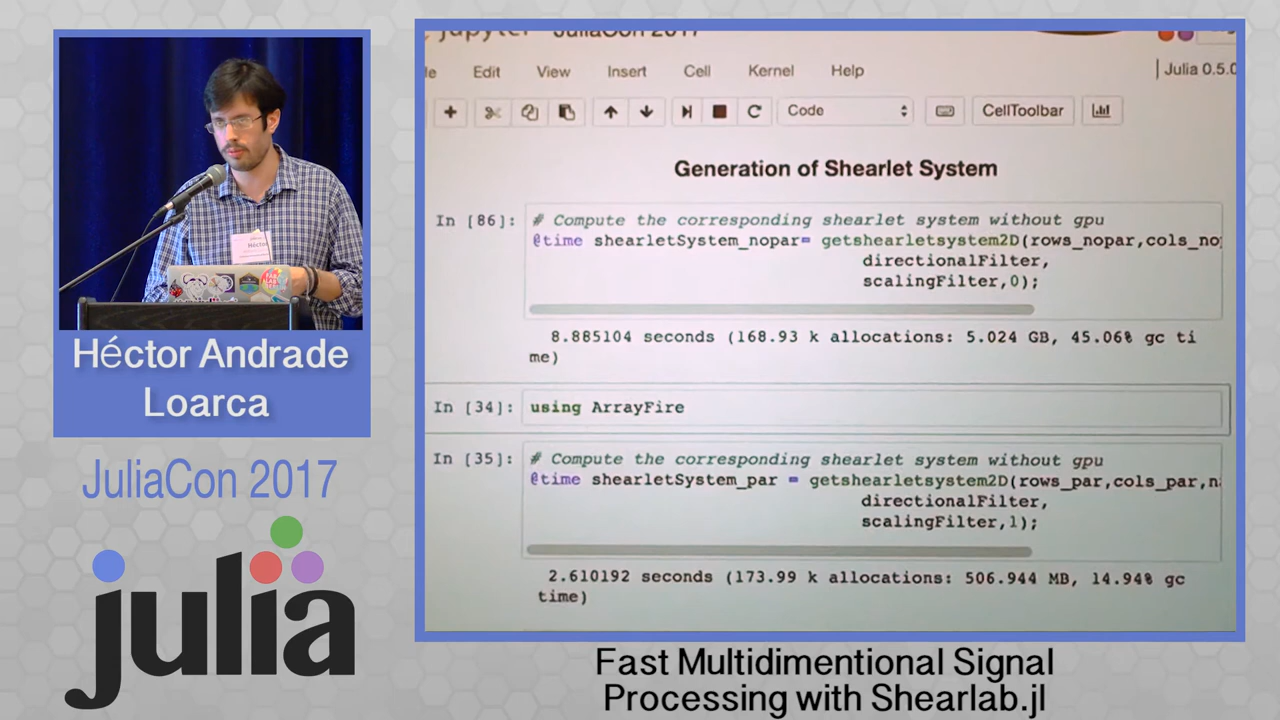 Héctor
Héctor Andrade
Loarca
JuliaCon 2017
julia
jupyter JuliaCon 2017
Edit View Insert Cell Kernel Help
Julia 0.5.0
Code
CellToolbar
Generation of Shearlet System
In [86]:
# Compute the corresponding shearlet system without gpu
@time shearletSystem_nopar= getshearletsystem2D(rows_nopar,cols_no
directionalFilter,
scalingFilter,0);
8.885104 seconds (168.93 k allocations: 5.024 GB, 45.06% gc ti
me)
In [34]: using ArrayFire
In [35]:
# Compute the corresponding shearlet system without gpu
@time shearletSystem_par = getshearletsystem2D(rows_par,cols_par,n
directionalFilter,
scalingFilter,1);
2.610192 seconds (173.99 k allocations: 506.944 MB, 14.94% gc
time)
Fast Multidimentional Signal
Processing with Shearlab.jl